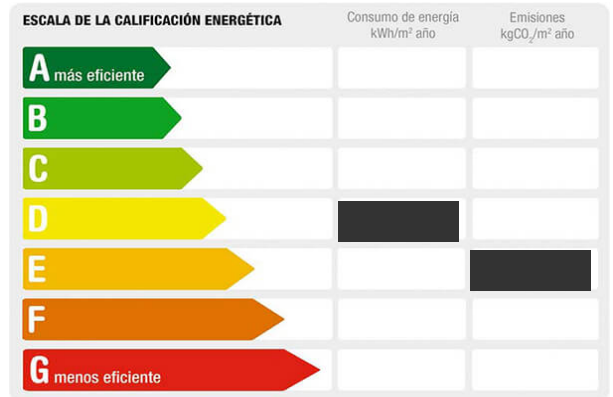 ESCALA DE LA CALIFICACIÓN ENERGÉTICA
Consumo de energía
kWh/m² año
Emisiones
kgCO₂/m² año
A más eficiente
B
C
D
E
F
G menos eficiente